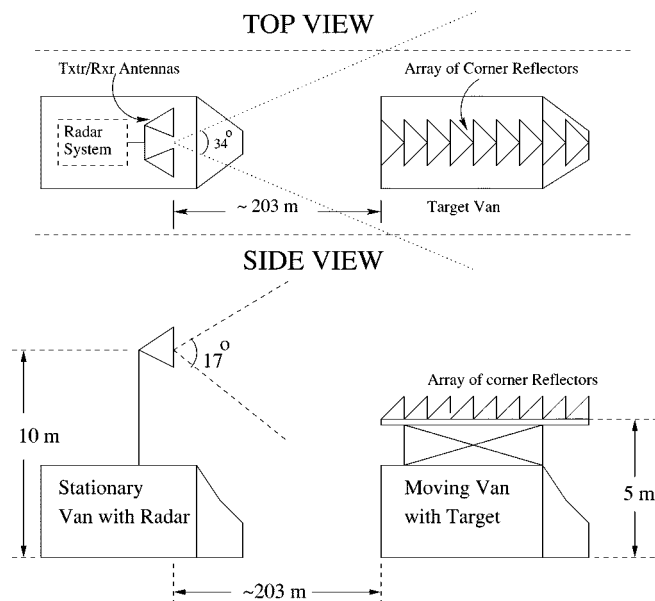 TOP VIEW
Txtr/Rxr Antennas
Array of Corner Reflectors
Radar
System
34°
~ 203 m
Target Van
SIDE VIEW
17°
Array of corner Reflectors
10 m
Stationary
Van with Radar
Moving Van
with Target
5 m
~203 m